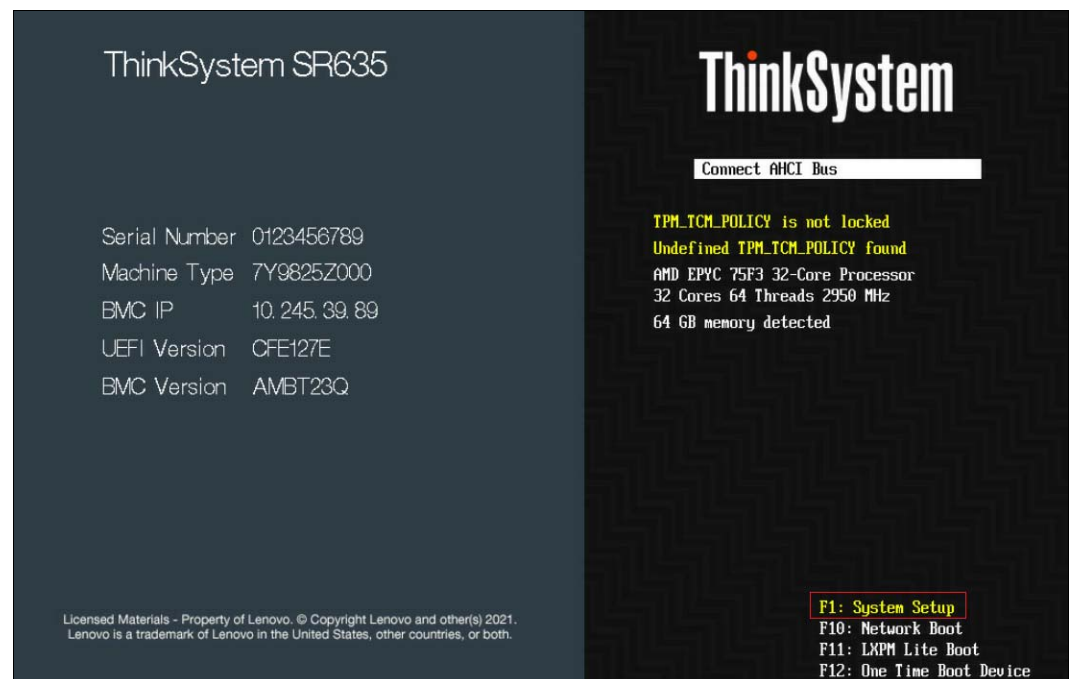 ThinkSystem SR635
Serial Number 0123456789
Machine Type 7Y9825Z000
BMC IP 10. 245. 39. 89
UEFI Version CFE127E
BMC Version AMBT23Q
Licensed Materials - Property of Lenovo. © Copyright Lenovo and other(s) 2021.
Lenovo is a trademark of Lenovo in the United States, other countries, or both.
ThinkSystem
Connect AHCI Bus
TPM_TCM_POLICY is not locked
Undefined TPM_TCM_POLICY found
AMD EPYC 75F3 32-Core Processor
32 Cores 64 Threads 2950 MHz
64 GB memory detected
F1: System Setup
F10: Network Boot
F11: LXPM Lite Boot
F12: One Time Boot Device